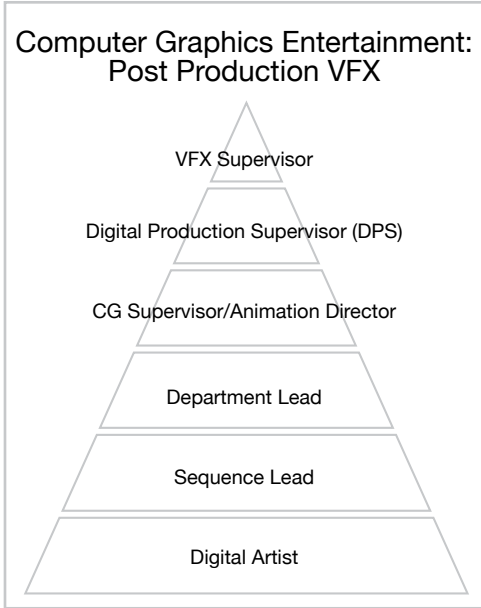 Computer Graphics Entertainment:
Post Production VFX
VFX Supervisor
Digital Production Supervisor (DPS)
CG Supervisor/Animation Director
Department Lead
Sequence Lead
Digital Artist